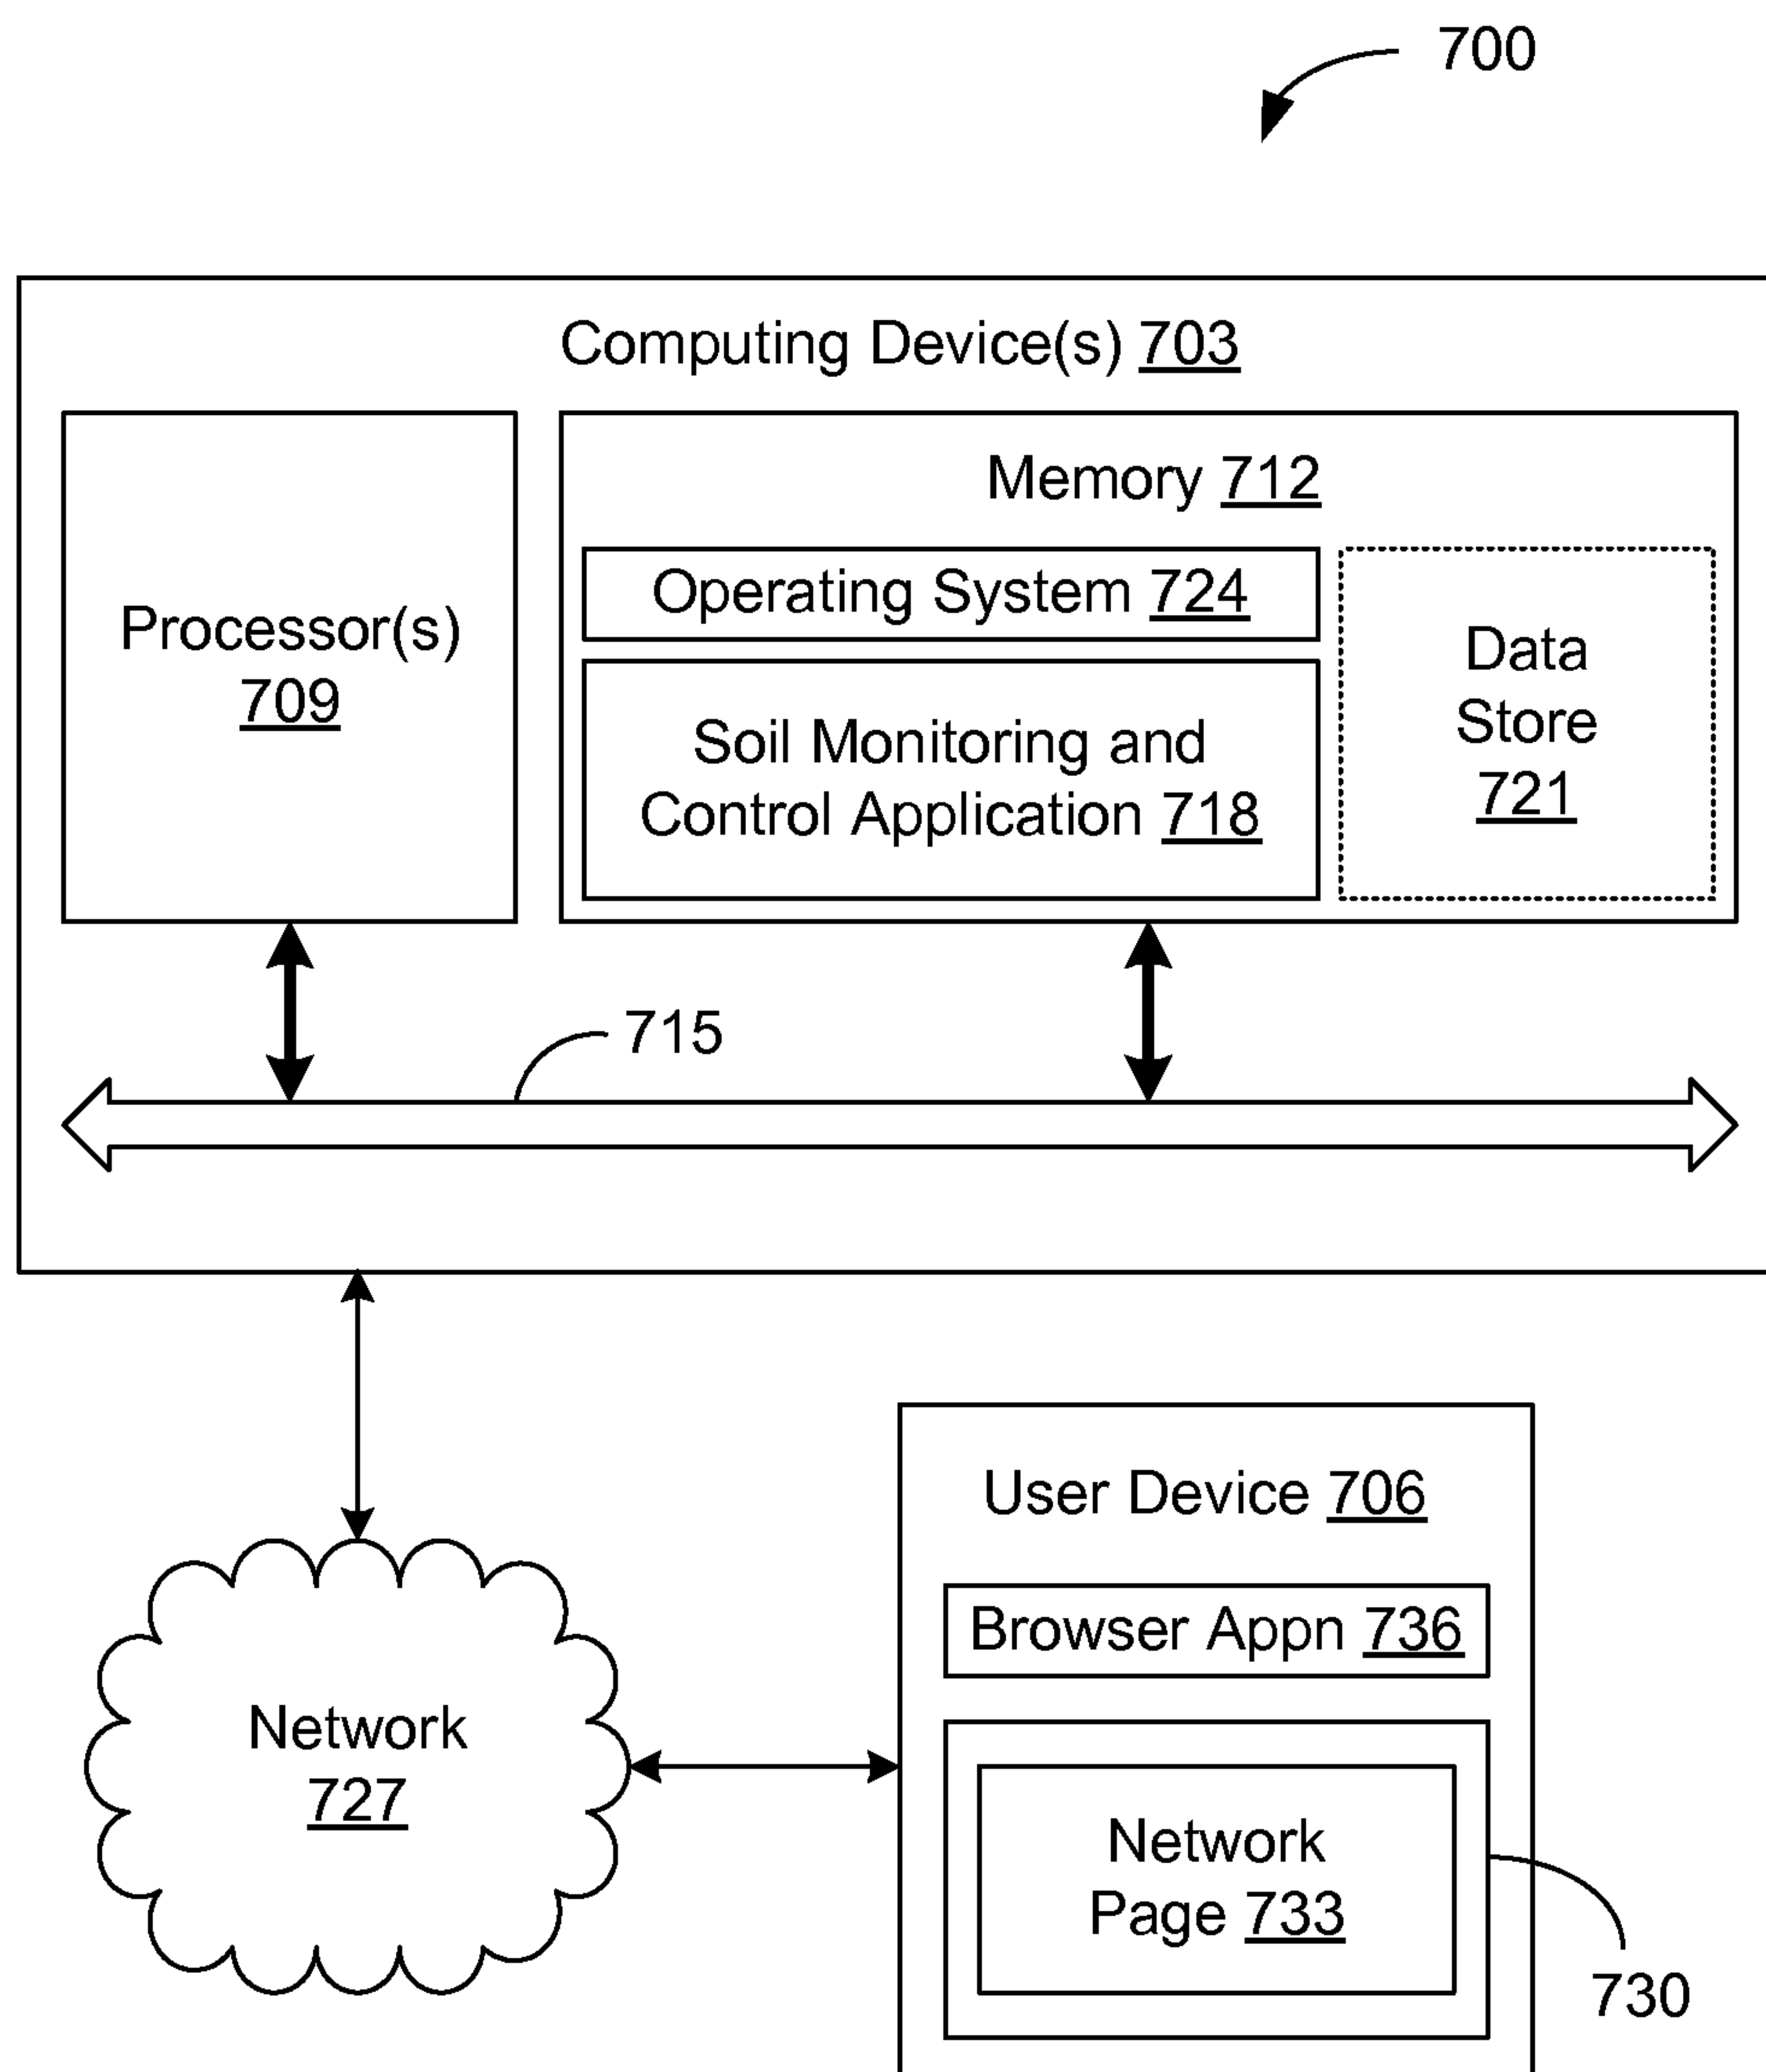 700
Computing Device(s) 703
Processor(s)
709
Memory 712
Operating System 724
Soil Monitoring and
Control Application 718
Data
Store
721
715
User Device 706
Browser Appn 736
Network
727
Network
Page 733
730